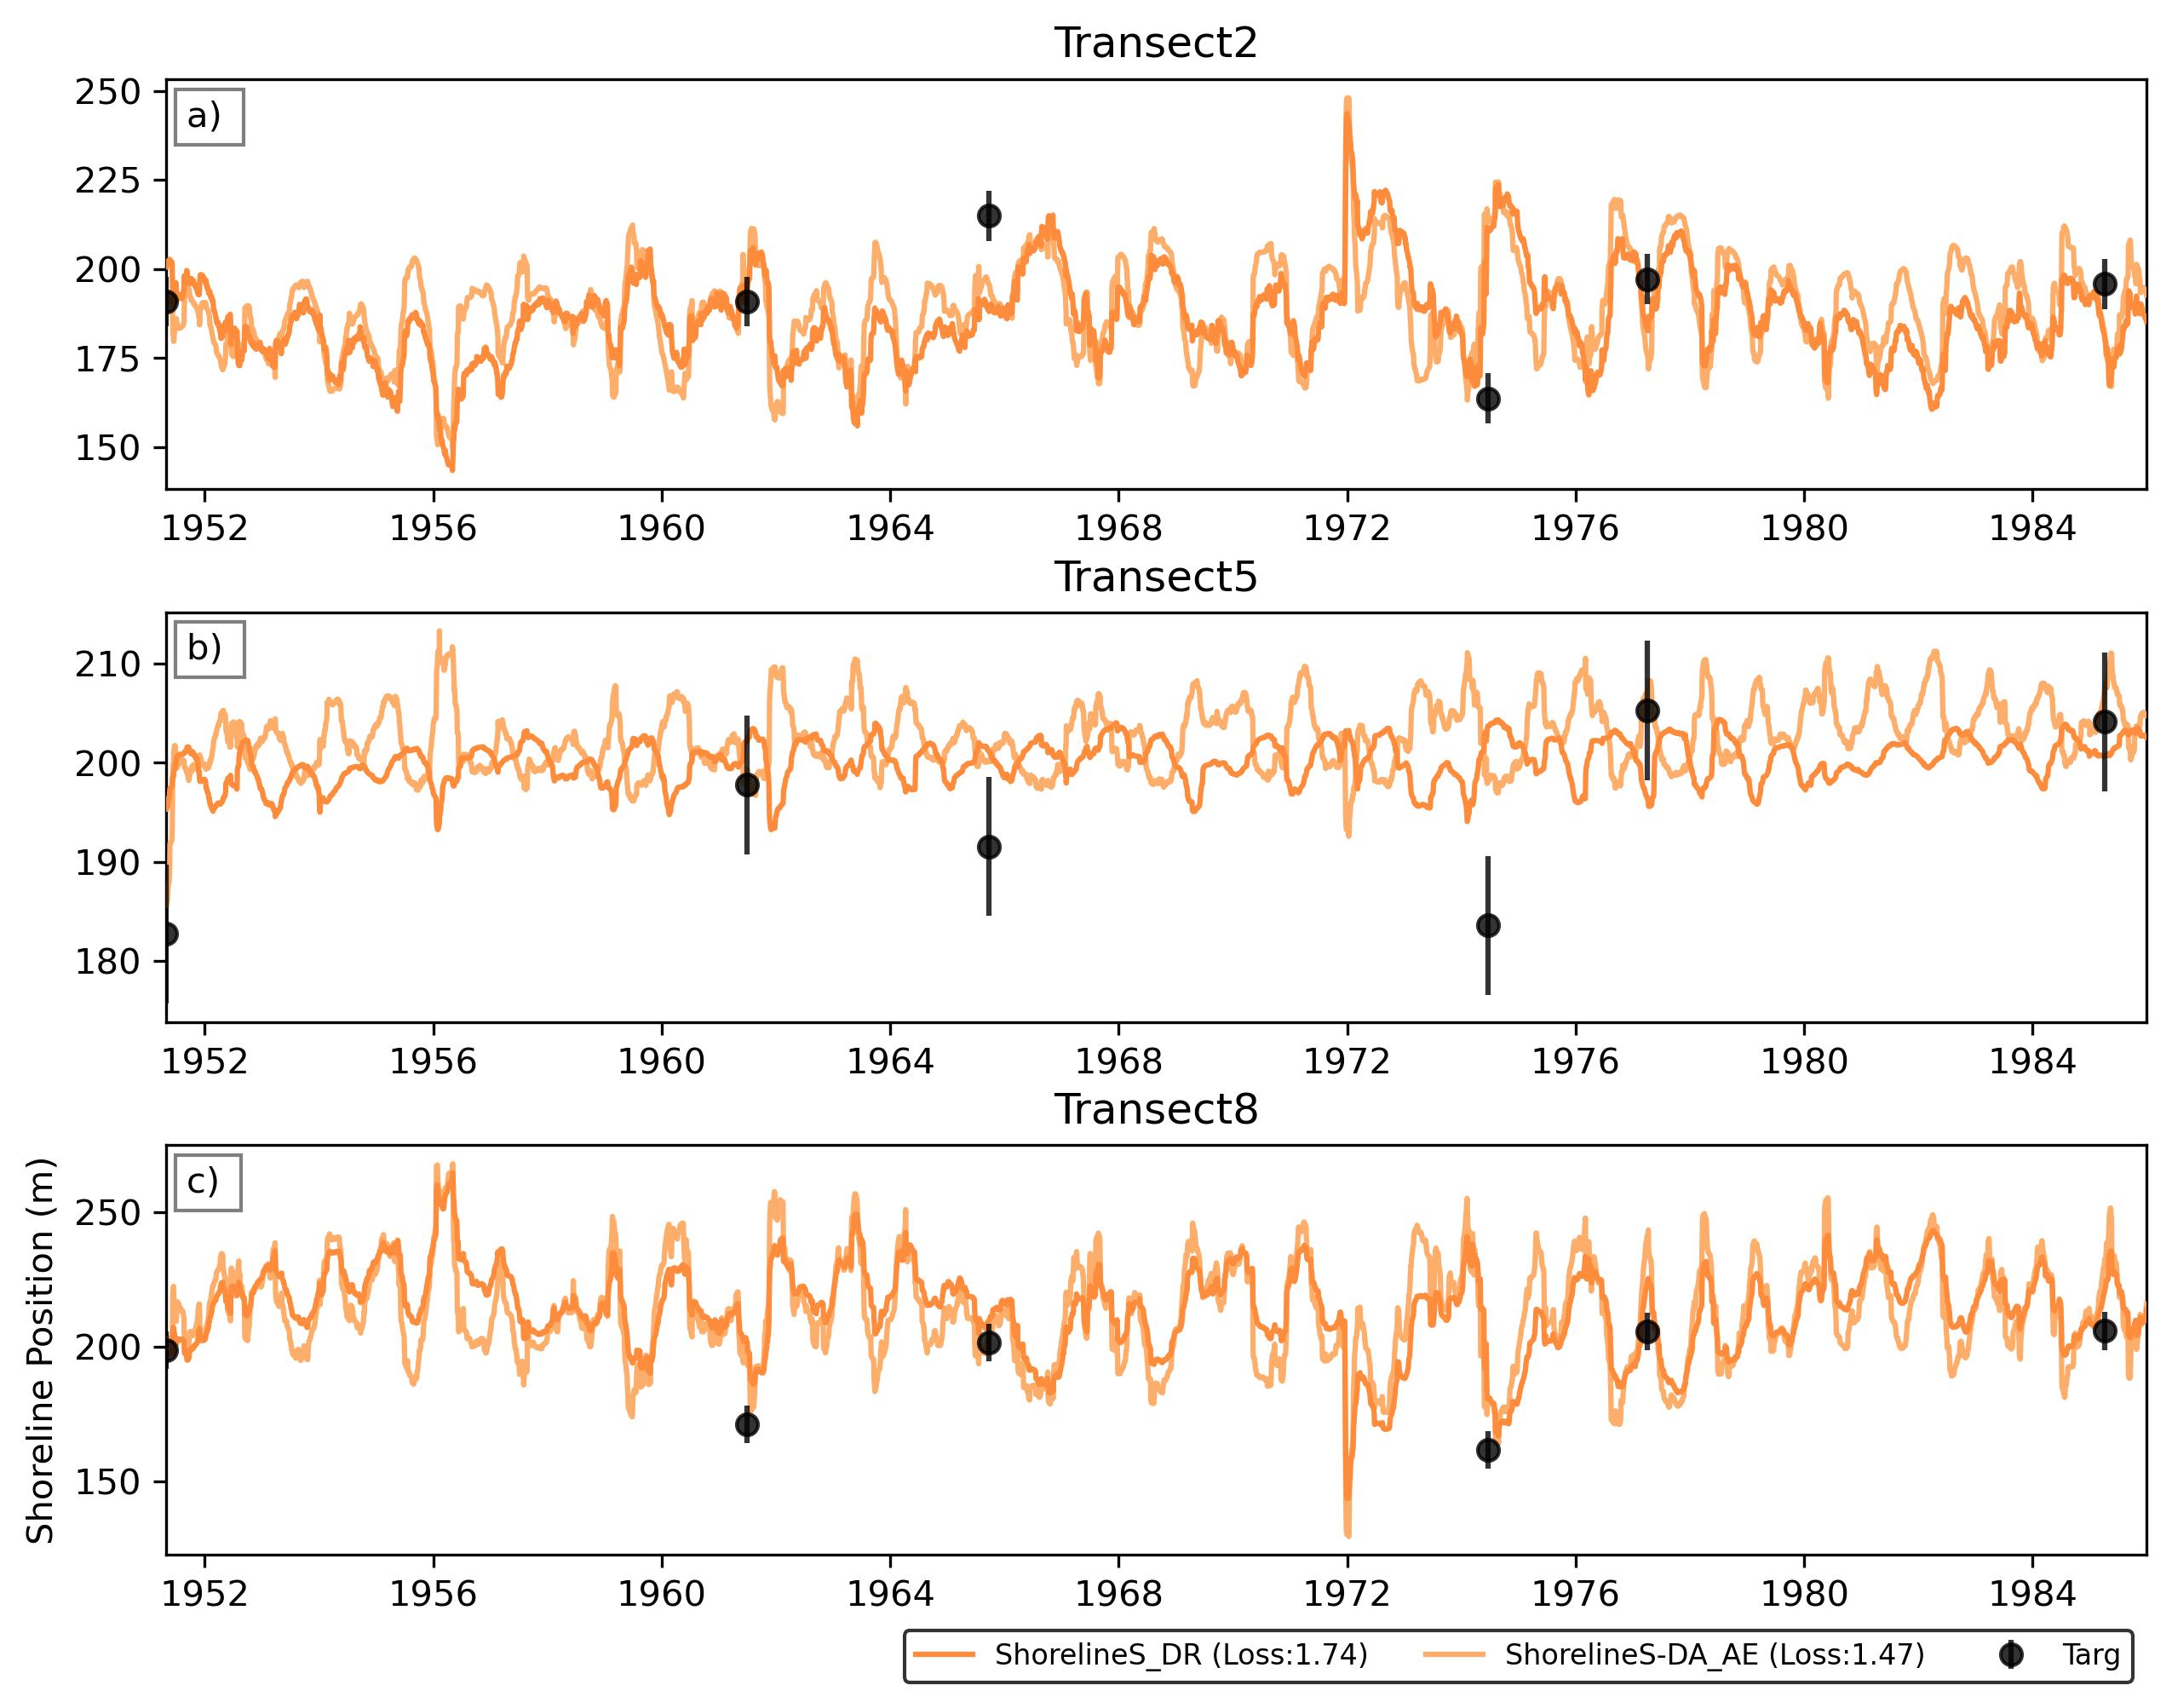 Transect2
a)
250
225
200
175
150
1952 1956 1960 1964 1968 1972 1976 1980 1984
Transect5
b)
210
200
190
180
1952 1956 1960 1964 1968 1972 1976 1980 1984
Transect8
c)
Shoreline Position (m)
250
200
150
1952 1956 1960 1964 1968 1972 1976 1980 1984
ShorelineS_DR (Loss:1.74) ShorelineS-DA_AE (Loss:1.47) Targ